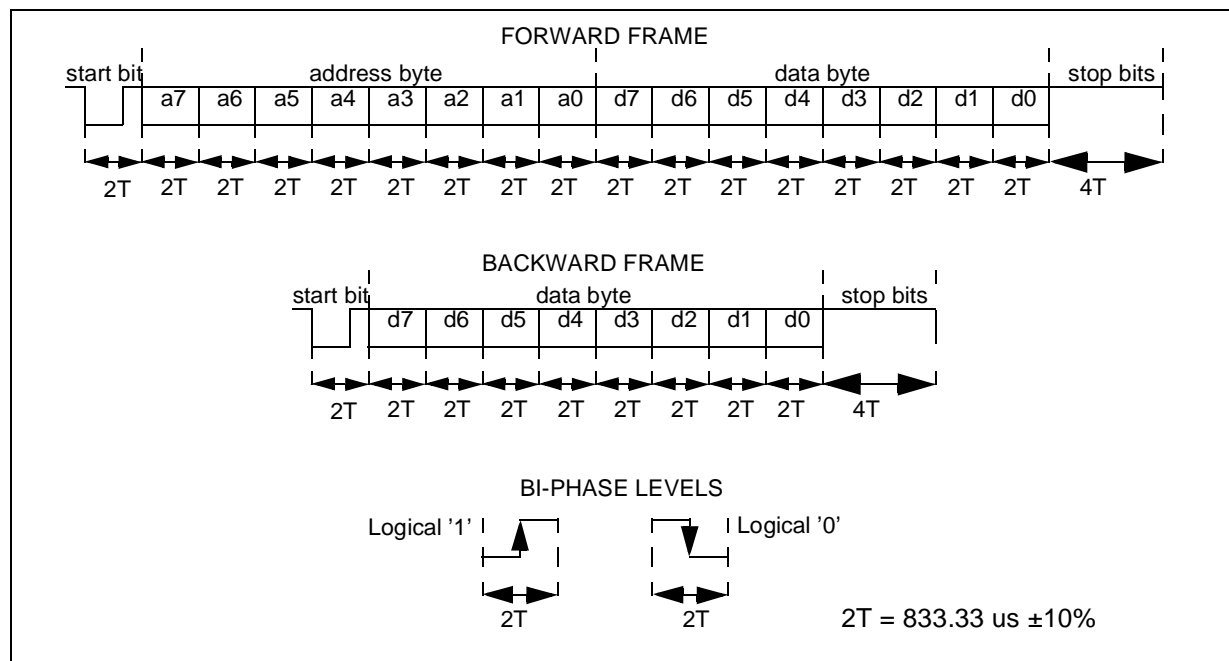 FORWARD FRAME
start bit address byte data byte stop bits
a7 a6 a5 a4 a3 a2 a1 a0 d7 d6 d5 d4 d3 d2 d1 d0
2T 2T 2T 2T 2T 2T 2T 2T 2T 2T 2T 2T 2T 2T 2T 2T 2T 4T
BACKWARD FRAME
start bit data byte stop bits
d7 d6 d5 d4 d3 d2 d1 d0
2T 2T 2T 2T 2T 2T 2T 2T 2T 4T
BI-PHASE LEVELS
Logical '1' Logical '0'
2T 2T
2T = 833.33 us ±10%